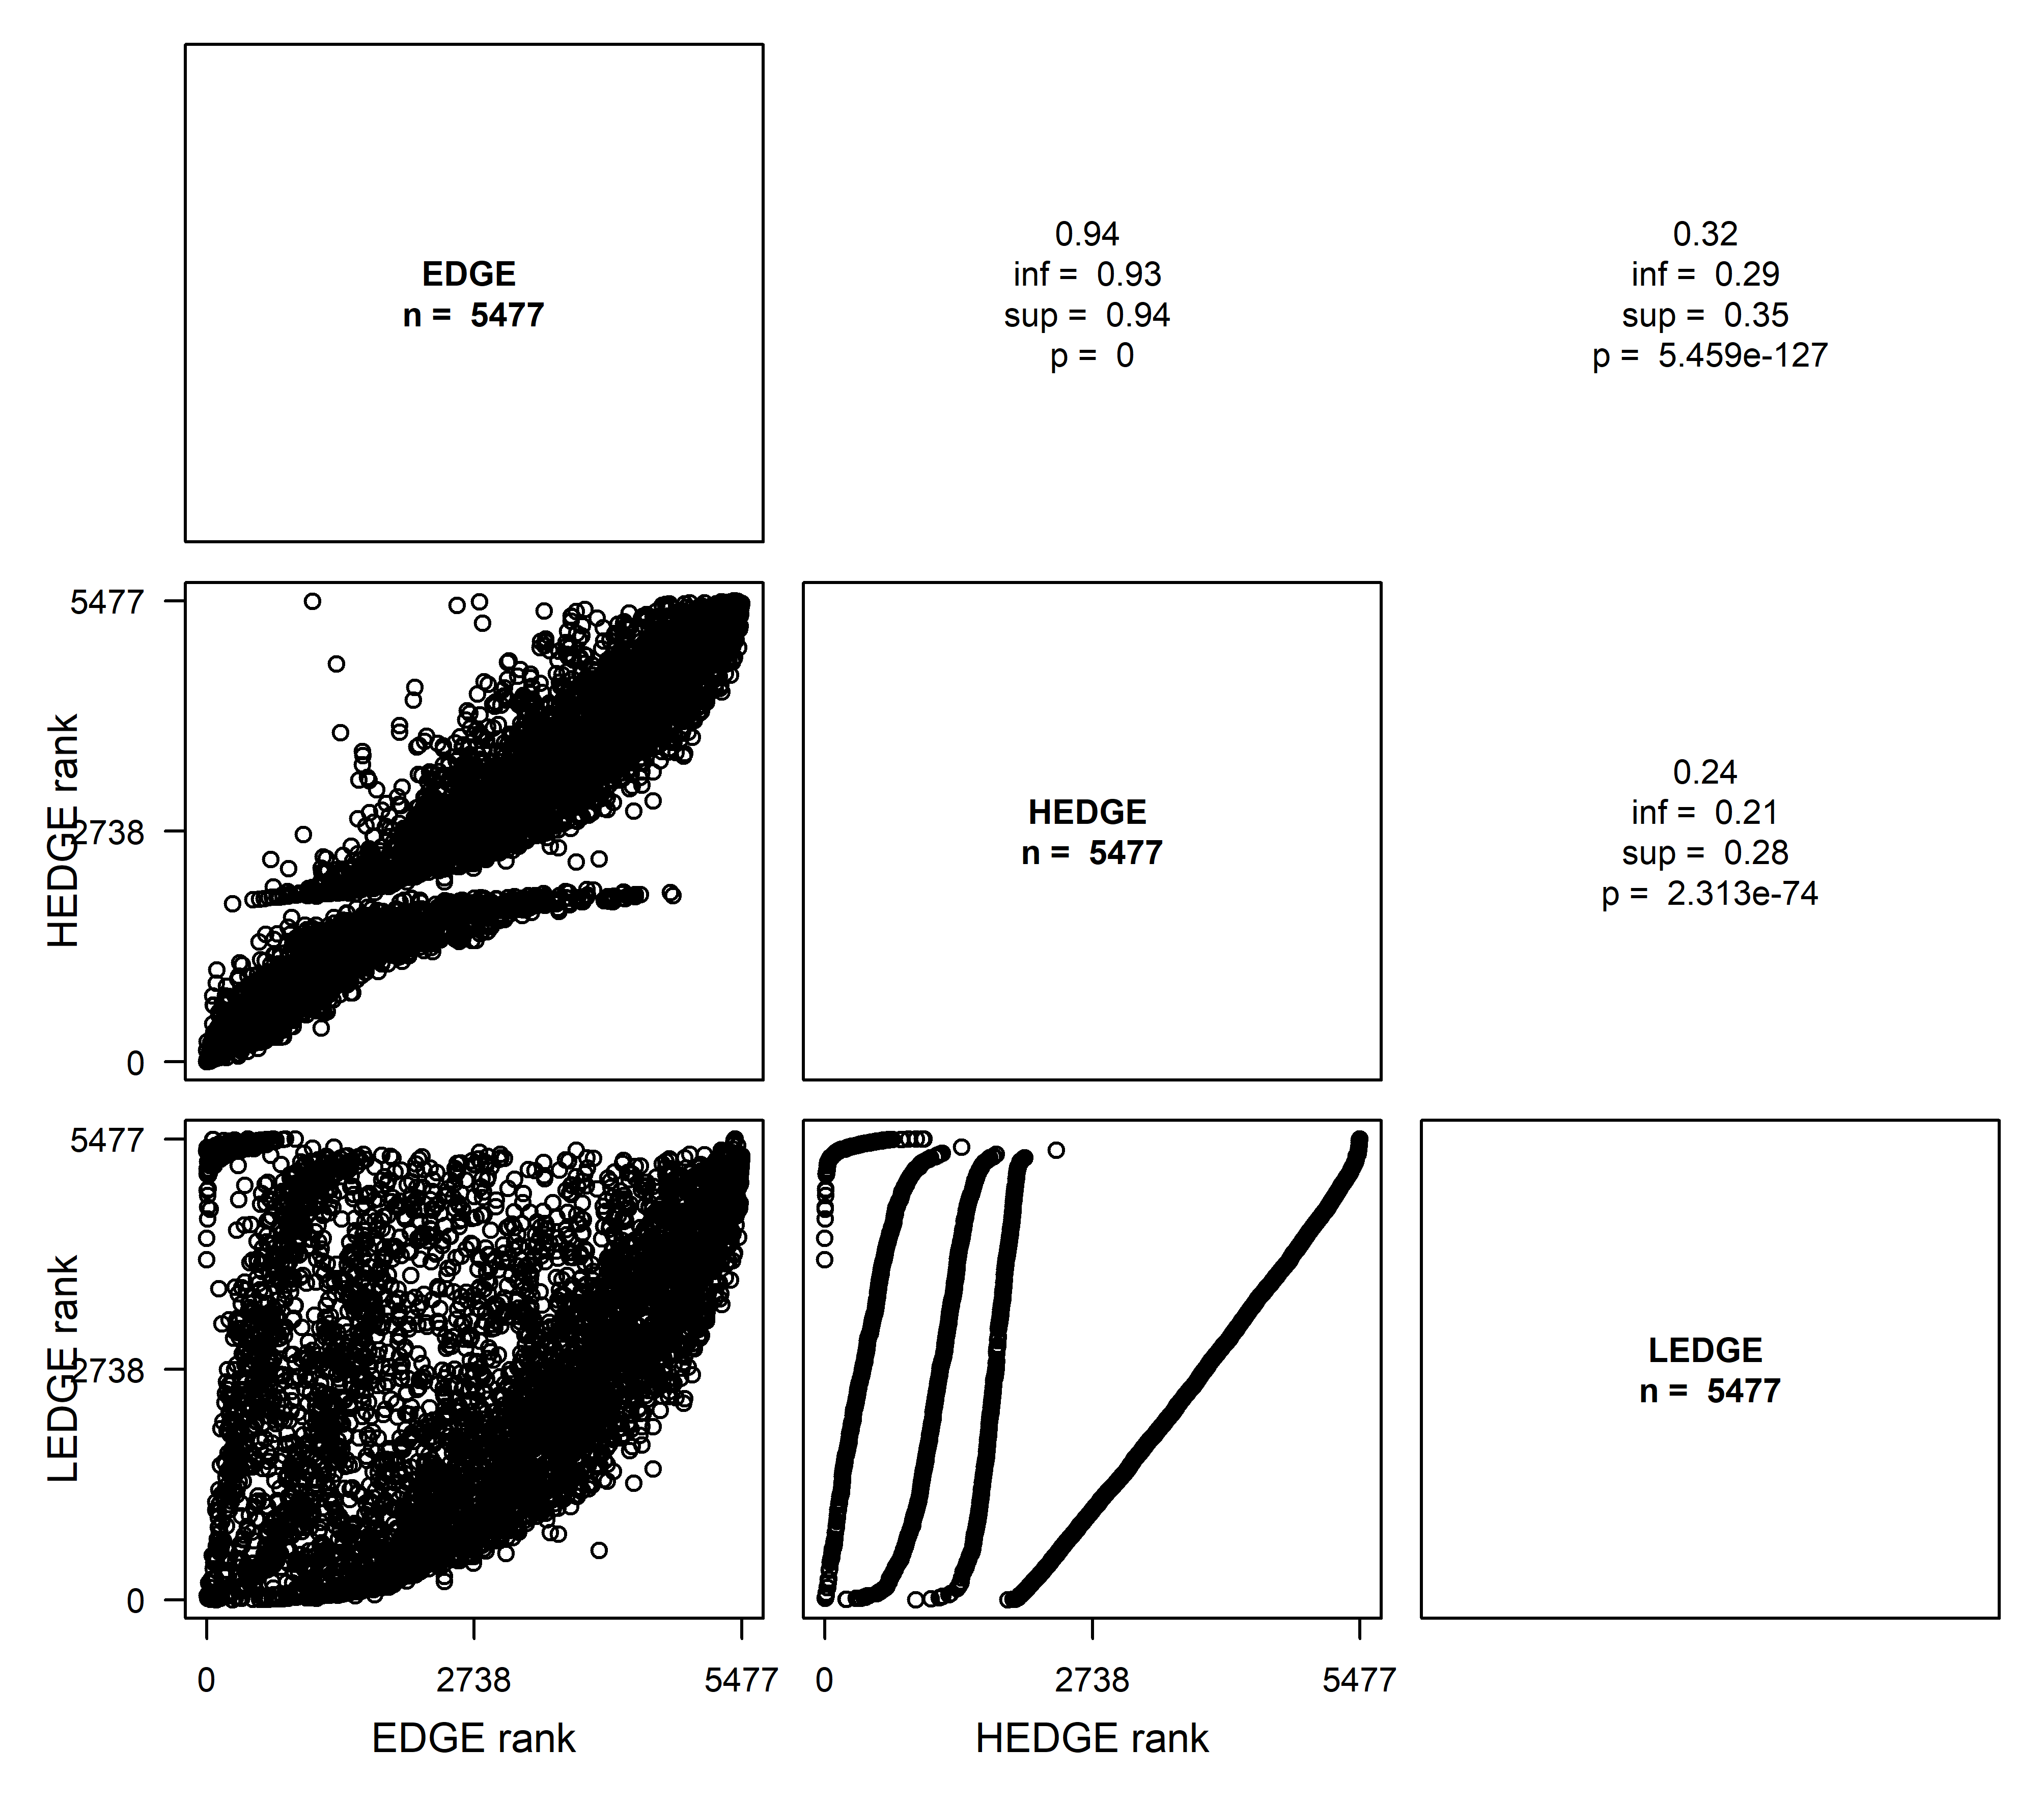 EDGE
n = 5477
0.94
inf = 0.93
sup = 0.94
p = 0
0.32
inf = 0.29
sup = 0.35
p = 5.459e-127
5477
2738
0
HEDGE rank
HEDGE
n = 5477
0.24
inf = 0.21
sup = 0.28
p = 2.313e-74
5477
2738
0
LEDGE rank
LEDGE
n = 5477
0 2738 5477
0 2738 5477
EDGE rank
HEDGE rank